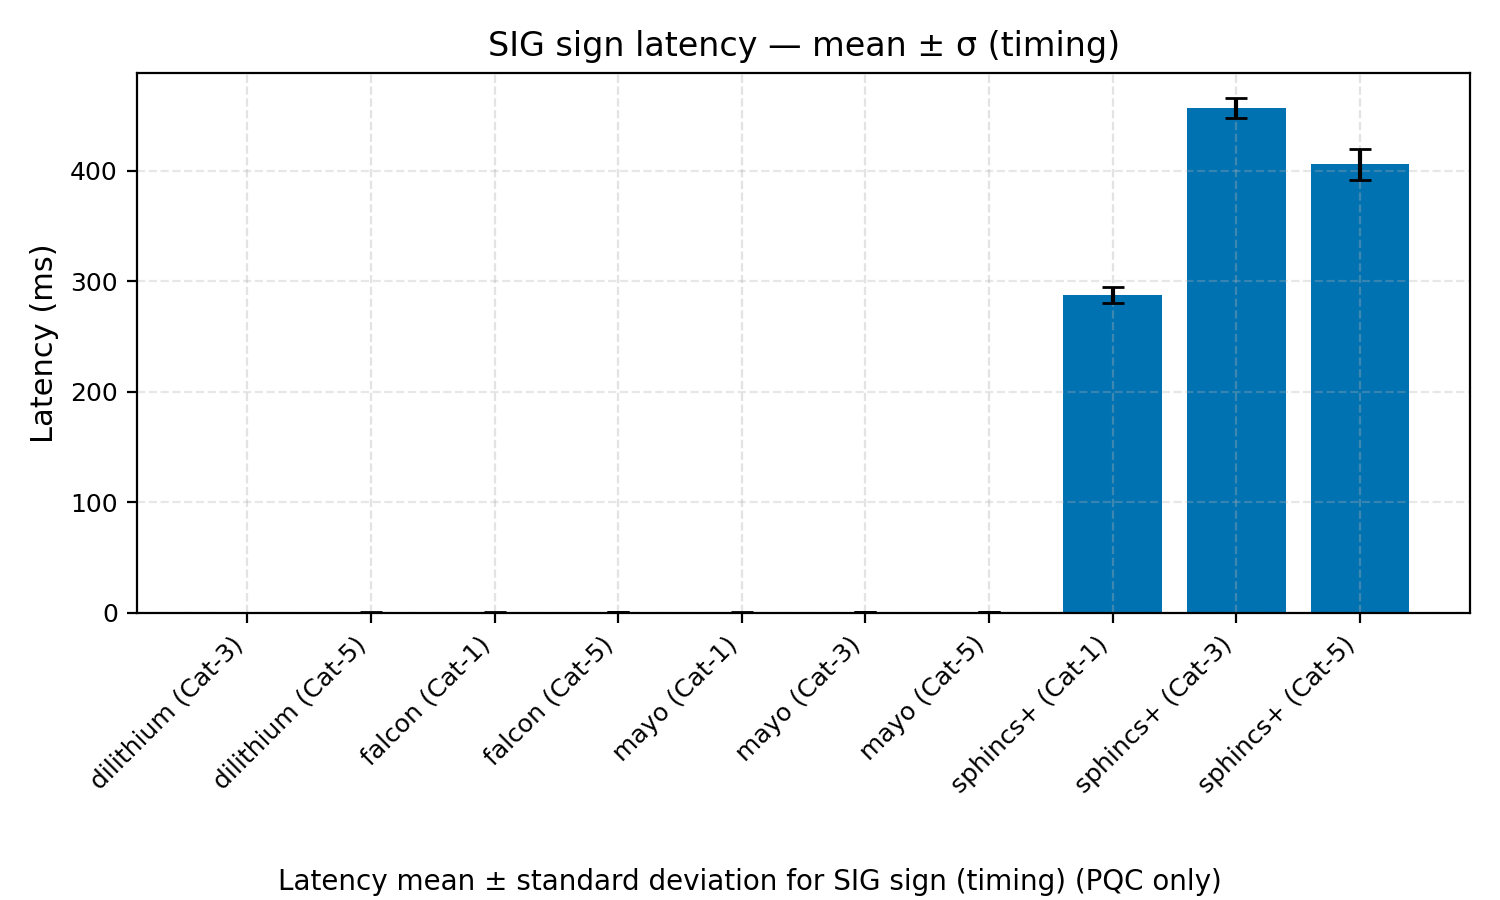 SIG sign latency — mean ± σ (timing)
Latency (ms)
400
300
200
100
0
dilithium (Cat-3)
dilithium (Cat-5)
falcon (Cat-1)
falcon (Cat-5)
mayo (Cat-1)
mayo (Cat-3)
mayo (Cat-5)
sphincs+ (Cat-1)
sphincs+ (Cat-3)
sphincs+ (Cat-5)
Latency mean ± standard deviation for SIG sign (timing) (PQC only)